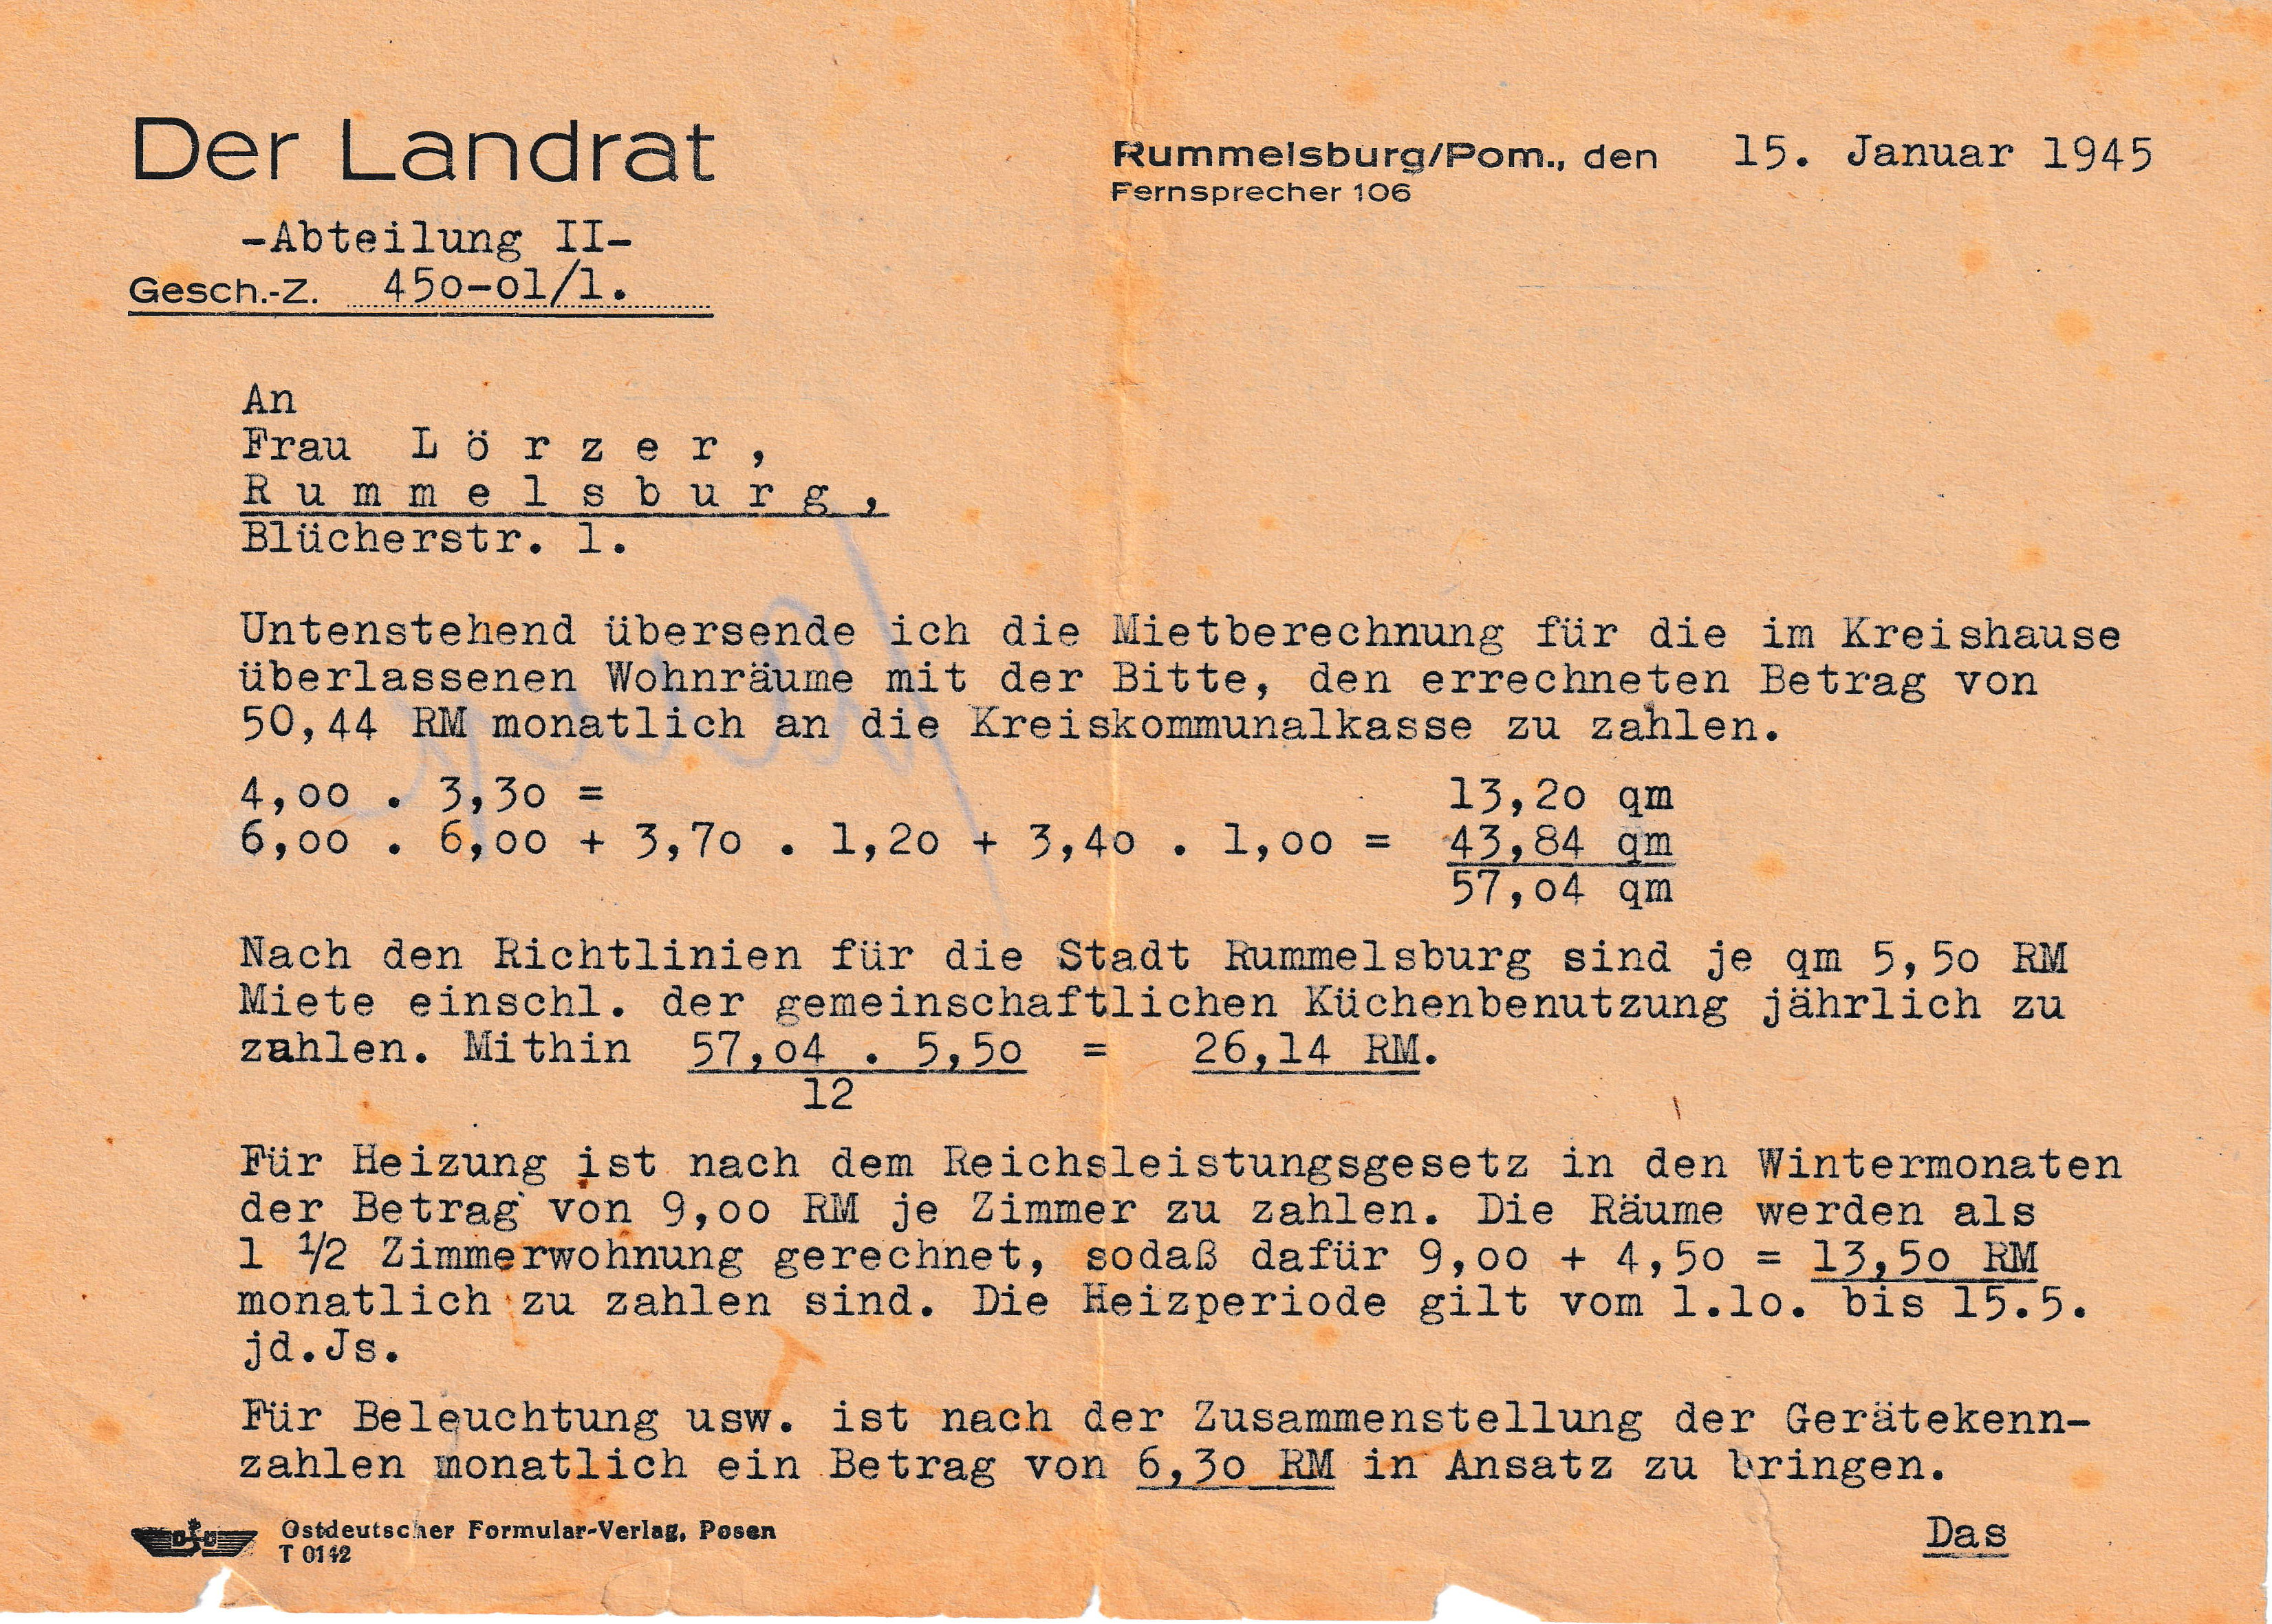 Der Landrat
Rummelsburg/Pom., den 15. Januar 1945
Fernsprecher 106
-Abteilung II-
Gesch.-Z. 450-ol/l.
An
Frau L ö r z e r ,
R u m m e l s b u r g ,
Blücherstr. l.
Untenstehend übersende ich die Mietberechnung für die im Kreishause
überlassenen Wohnräume mit der Bitte, den errechneten Betrag von
50,44 RM monatlich an die Kreiskommunalkasse zu zahlen.
4,oo . 3,3o = 13,2o qm
6,oo . 6,oo + 3,7o . 1,2o + 3,4o . 1,oo = 43,84 qm
57,o4 qm
Nach den Richtlinien für die Stadt Rummelsburg sind je qm 5,5o RM
Miete einschl. der gemeinschaftlichen Küchenbenutzung jährlich zu
zahlen. Mithin 57,o4 . 5,5o = 26,14 RM.
12
Für Heizung ist nach dem Reichsleistungsgesetz in den Wintermonaten
der Betrag von 9,oo RM je Zimmer zu zahlen. Die Räume werden als
1 1/2 Zimmerwohnung gerechnet, sodaß dafür 9,oo + 4,5o = 13,5o RM
monatlich zu zahlen sind. Die Heizperiode gilt vom 1.1o. bis 15.5.
jd.Js.
Für Beleuchtung usw. ist nach der Zusammenstellung der Gerätekenn-
zahlen monatlich ein Betrag von 6,3o RM in Ansatz zu bringen.
Ostdeutscher Formular-Verlag, Posen
T 0142
Das